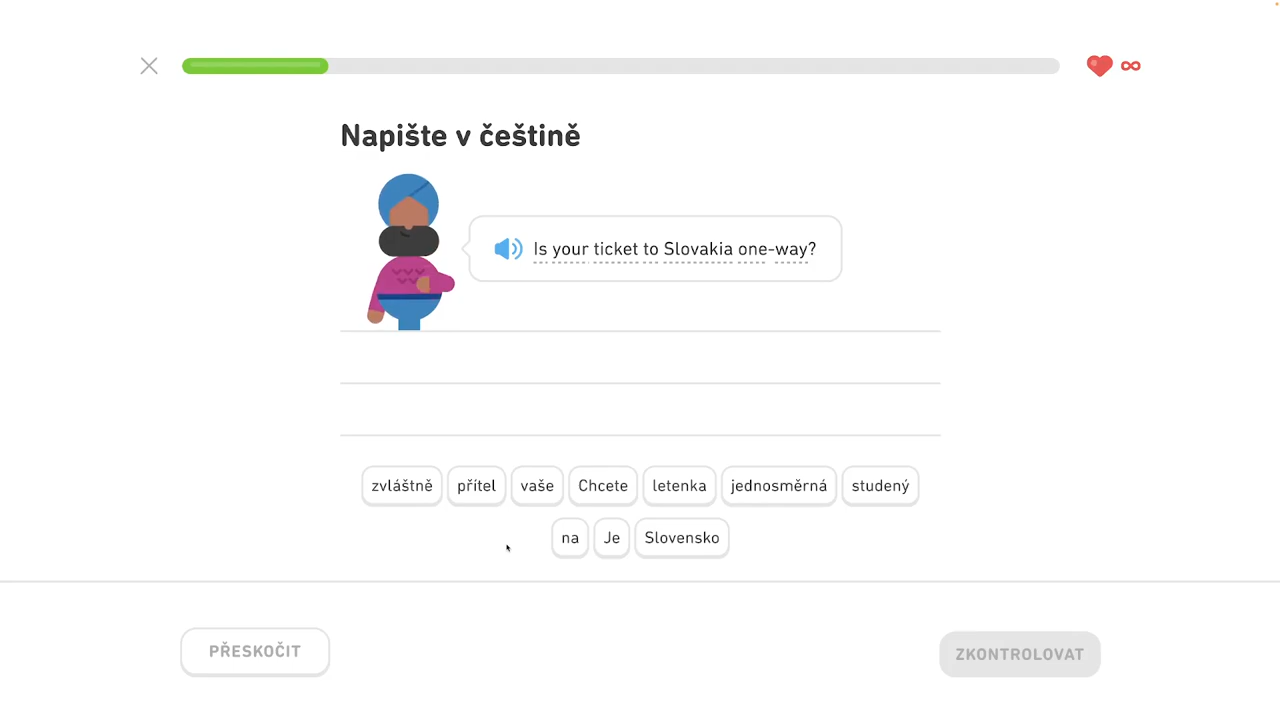 Napište v češtině
Is your ticket to Slovakia one-way?
zvláštně přítel vaše Chcete letenka jednosměrná studený
na Je Slovensko
PŘESKOČIT
ZKONTROLOVAT